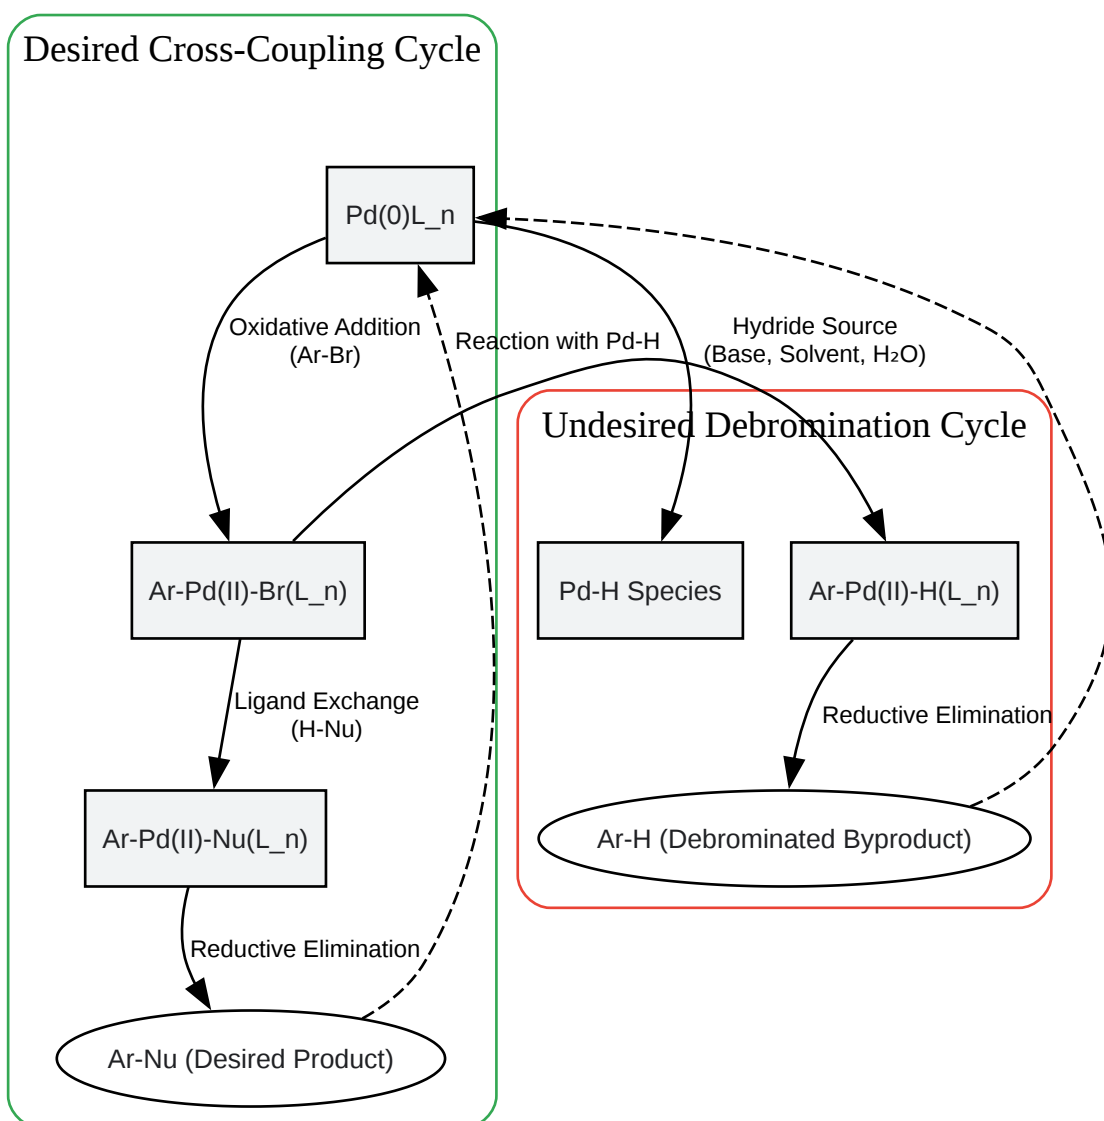 Desired Cross-Coupling Cycle
Pd(0)L_n
Oxidative Addition
(Ar-Br)
Reaction with Pd-H
Hydride Source
(Base, Solvent, H₂O)
Undesired Debromination Cycle
Ar-Pd(II)-Br(L_n)
Pd-H Species
Ar-Pd(II)-H(L_n)
Ligand Exchange
(H-Nu)
Reductive Elimination
Ar-Pd(II)-Nu(L_n)
Ar-H (Debrominated Byproduct)
Reductive Elimination
Ar-Nu (Desired Product)